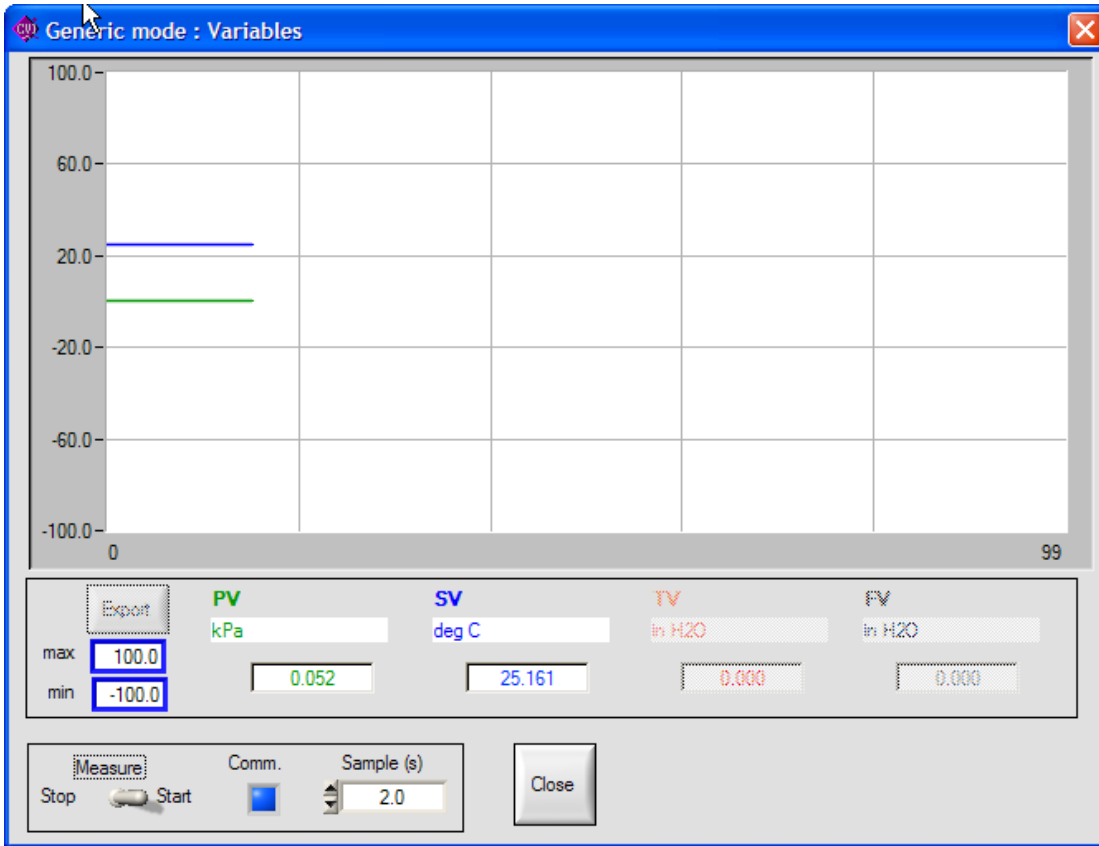 CVI Generic mode : Variables
100.0
60.0
20.0
-20.0
-60.0
-100.0
0 99
Export
max 100.0
min -100.0
PV
kPa
0.052
SV
deg C
25.161
TV
in H2O
0.000
FV
in H2O
0.000
Measure
Stop Start
Comm.
Sample (s)
2.0
Close